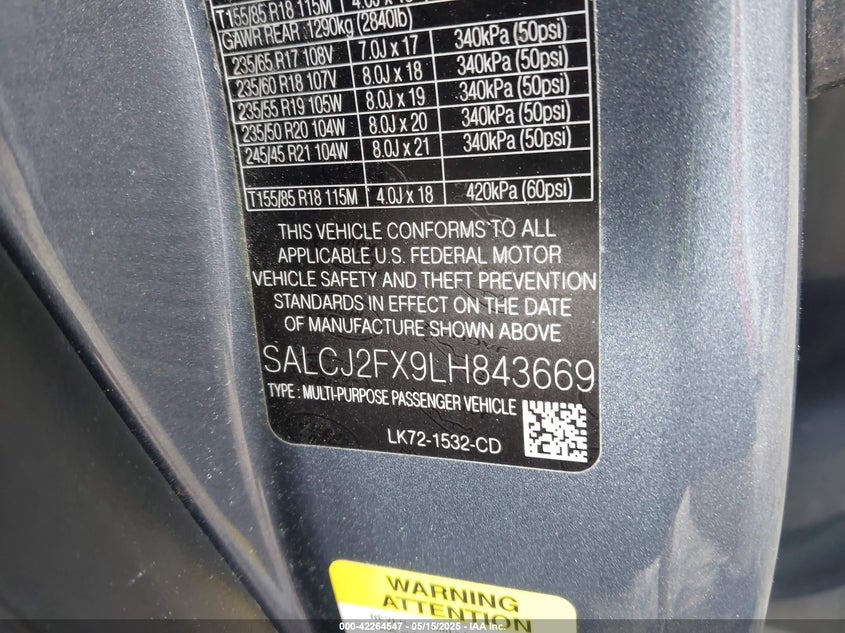 T155/85 R18 115M 4.0J x 18
GAWR REAR 1290kg (2840lb)
235/65 R17 108V 7.0J x 17 340kPa (50psi)
235/60 R18 107V 8.0J x 18 340kPa (50psi)
235/55 R19 105W 8.0J x 19 340kPa (50psi)
235/50 R20 104W 8.0J x 20 340kPa (50psi)
245/45 R21 104W 8.0J x 21 340kPa (50psi)
T155/85 R18 115M 4.0J x 18 420kPa (60psi)
THIS VEHICLE CONFORMS TO ALL
APPLICABLE U.S. FEDERAL MOTOR
VEHICLE SAFETY AND THEFT PREVENTION
STANDARDS IN EFFECT ON THE DATE
OF MANUFACTURE SHOWN ABOVE
SALCJ2FX9LH843669
TYPE : MULTI-PURPOSE PASSENGER VEHICLE
LK72-1532-CD
WARNING
ATTENTION
000-42264547 - 05/15/2025 - IAA Inc.